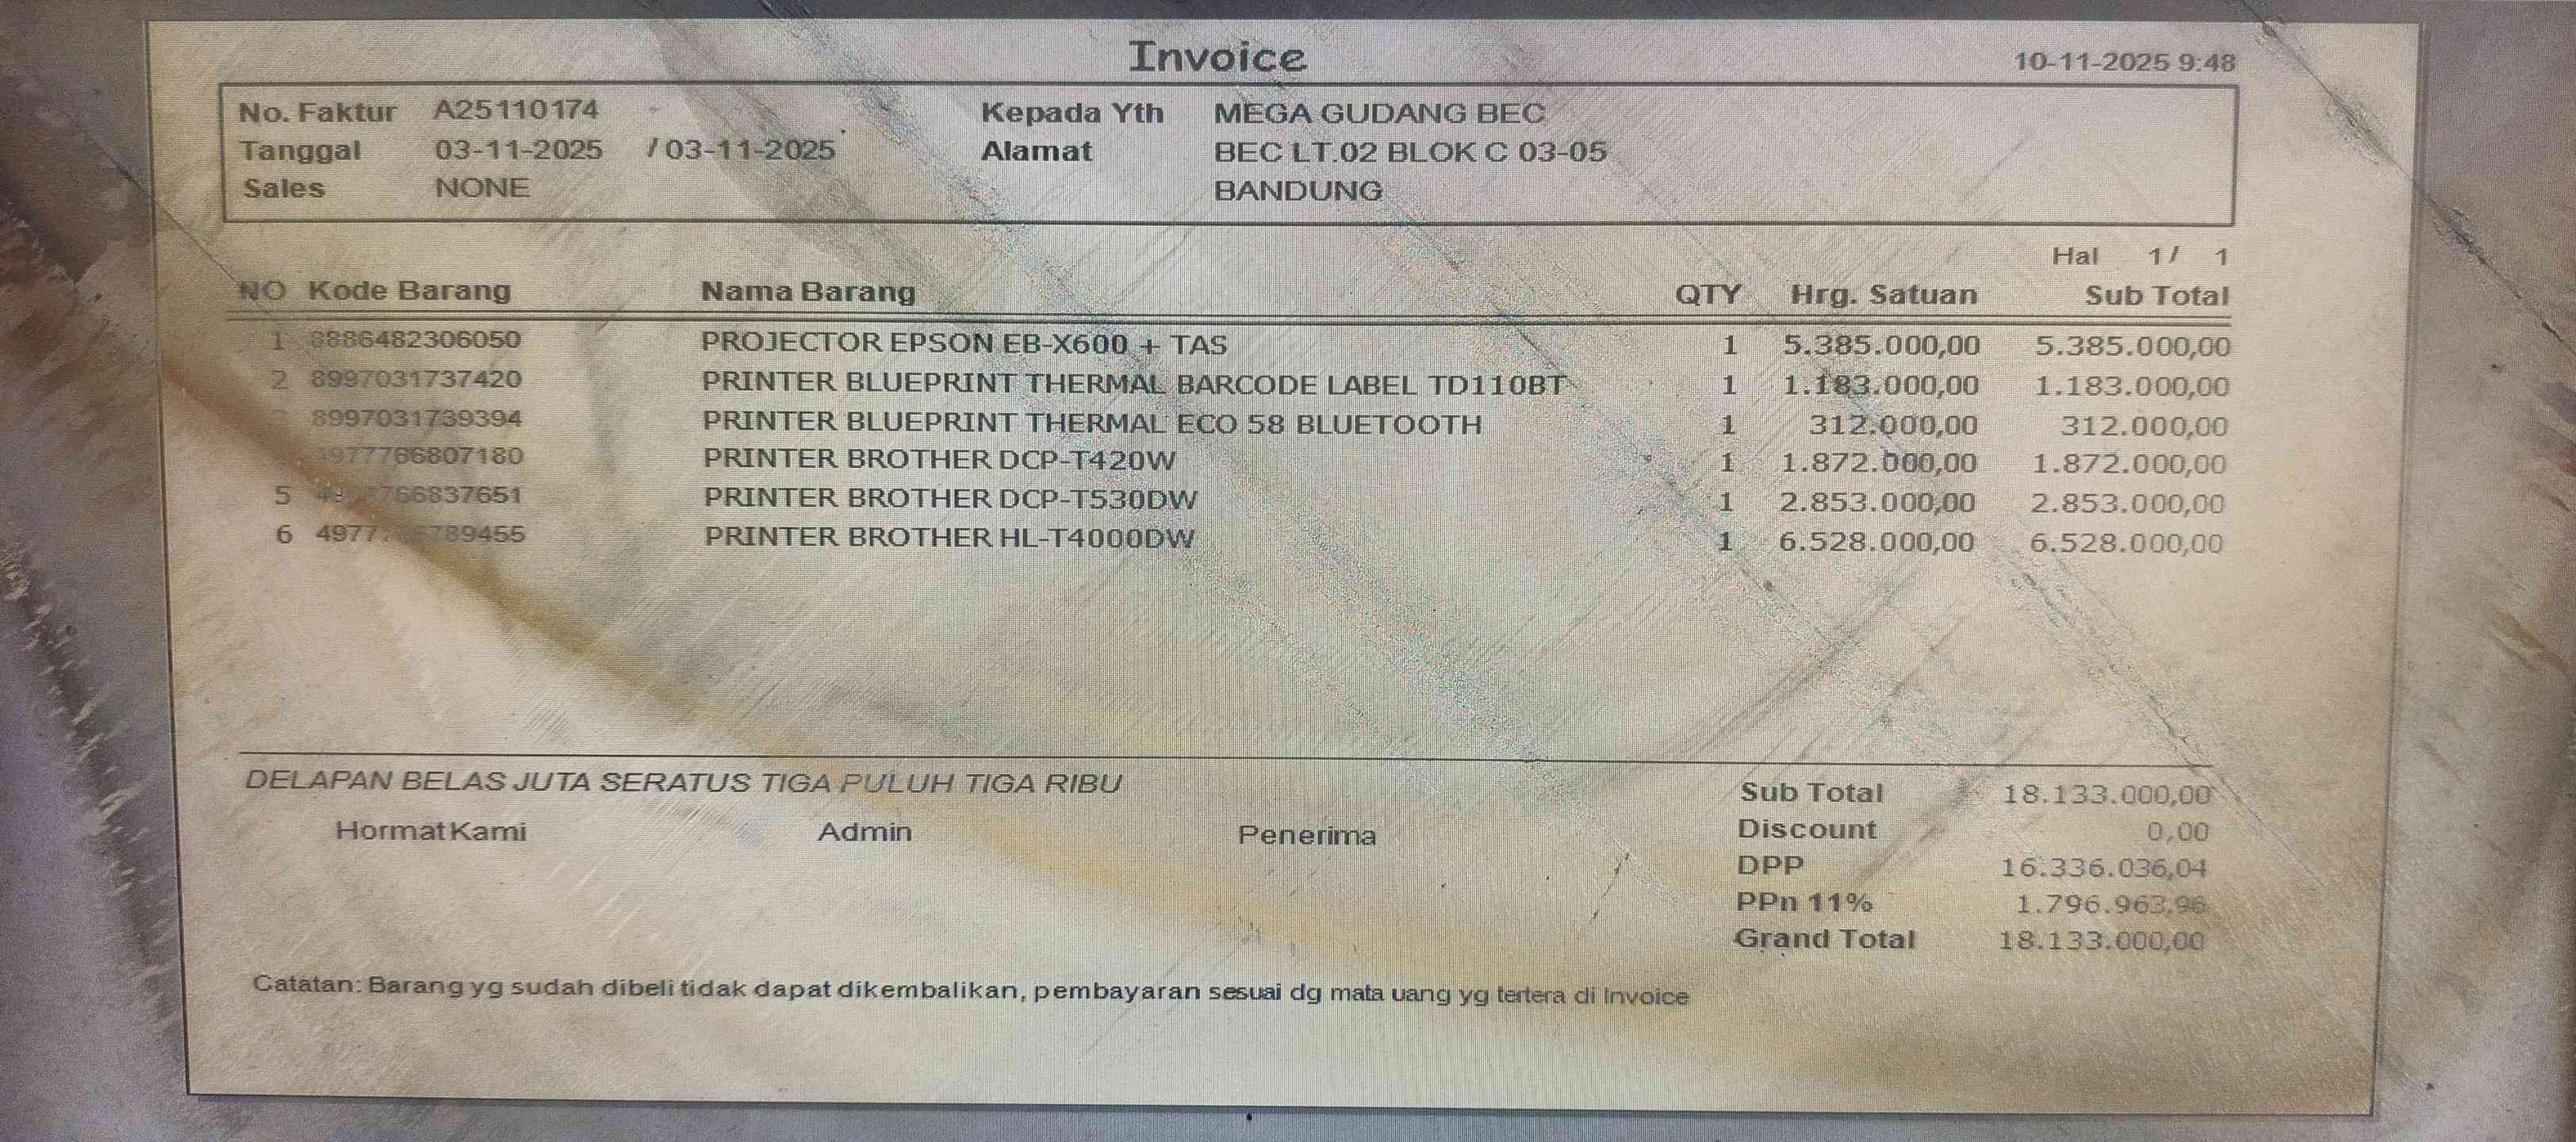 Invoice
10-11-2025 9:48
No. Faktur A25110174 Kepada Yth MEGA GUDANG BEC
Tanggal 03-11-2025 / 03-11-2025 Alamat BEC LT.02 BLOK C 03-05
Sales NONE BANDUNG
Hal 1/ 1
NO Kode Barang Nama Barang QTY Hrg. Satuan Sub Total
1 8886482306050 PROJECTOR EPSON EB-X600 + TAS 1 5.385.000,00 5.385.000,00
2 8997031737420 PRINTER BLUEPRINT THERMAL BARCODE LABEL TD110BT 1 1.183.000,00 1.183.000,00
3 8997031739394 PRINTER BLUEPRINT THERMAL ECO 58 BLUETOOTH 1 312.000,00 312.000,00
PRINTER BROTHER DCP-T420W 1 1.872.000,00 1.872.000,00
5 PRINTER BROTHER DCP-T530DW 1 2.853.000,00 2.853.000,00
6 PRINTER BROTHER HL-T4000DW 1 6.528.000,00 6.528.000,00
DELAPAN BELAS JUTA SERATUS TIGA PULUH TIGA RIBU
Hormat Kami Admin Penerima
Sub Total 18.133.000,00
Discount 0,00
DPP 16.336.036,04
PPn 11% 1.796.963,96
Grand Total 18.133.000,00
Catatan: Barang yg sudah dibeli tidak dapat dikembalikan, pembayaran sesuai dg mata uang yg tertera di Invoice